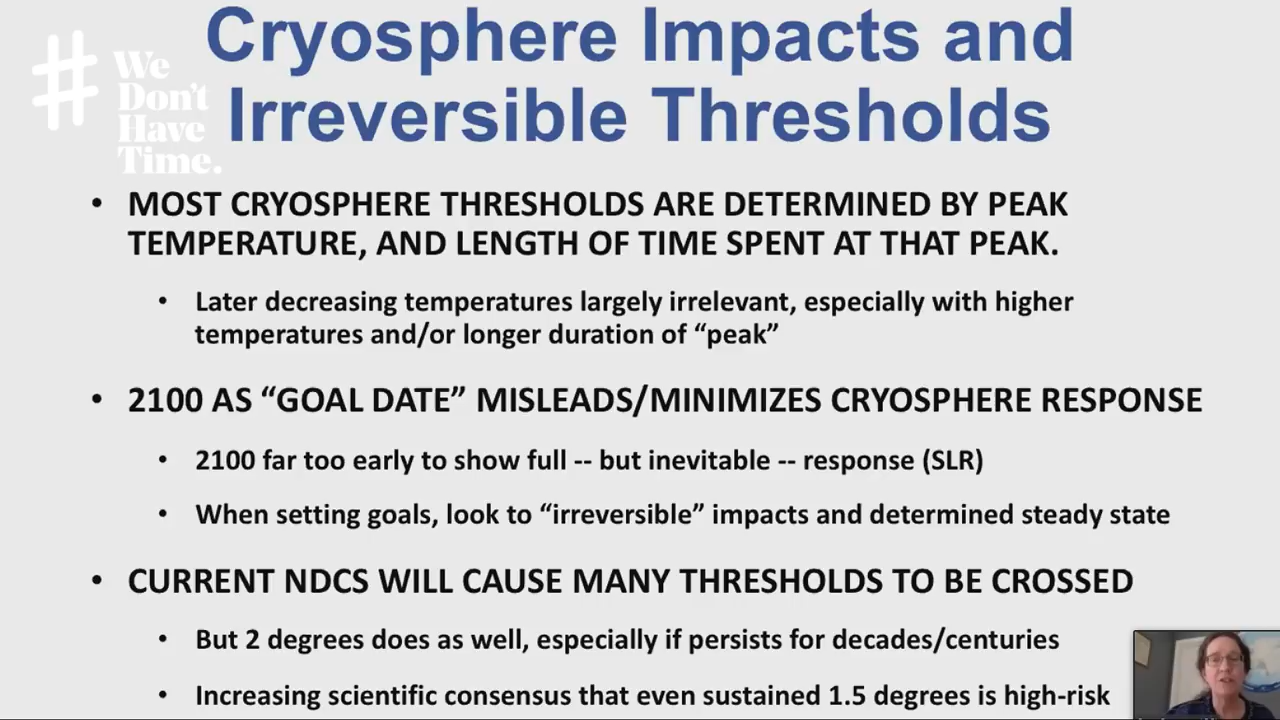 Cryosphere Impacts and
Irreversible Thresholds
# We
Don't
Have
Time.
• MOST CRYOSPHERE THRESHOLDS ARE DETERMINED BY PEAK
TEMPERATURE, AND LENGTH OF TIME SPENT AT THAT PEAK.
• Later decreasing temperatures largely irrelevant, especially with higher
temperatures and/or longer duration of “peak”
• 2100 AS “GOAL DATE” MISLEADS/MINIMIZES CRYOSPHERE RESPONSE
• 2100 far too early to show full -- but inevitable -- response (SLR)
• When setting goals, look to “irreversible” impacts and determined steady state
• CURRENT NDCS WILL CAUSE MANY THRESHOLDS TO BE CROSSED
• But 2 degrees does as well, especially if persists for decades/centuries
• Increasing scientific consensus that even sustained 1.5 degrees is high-risk